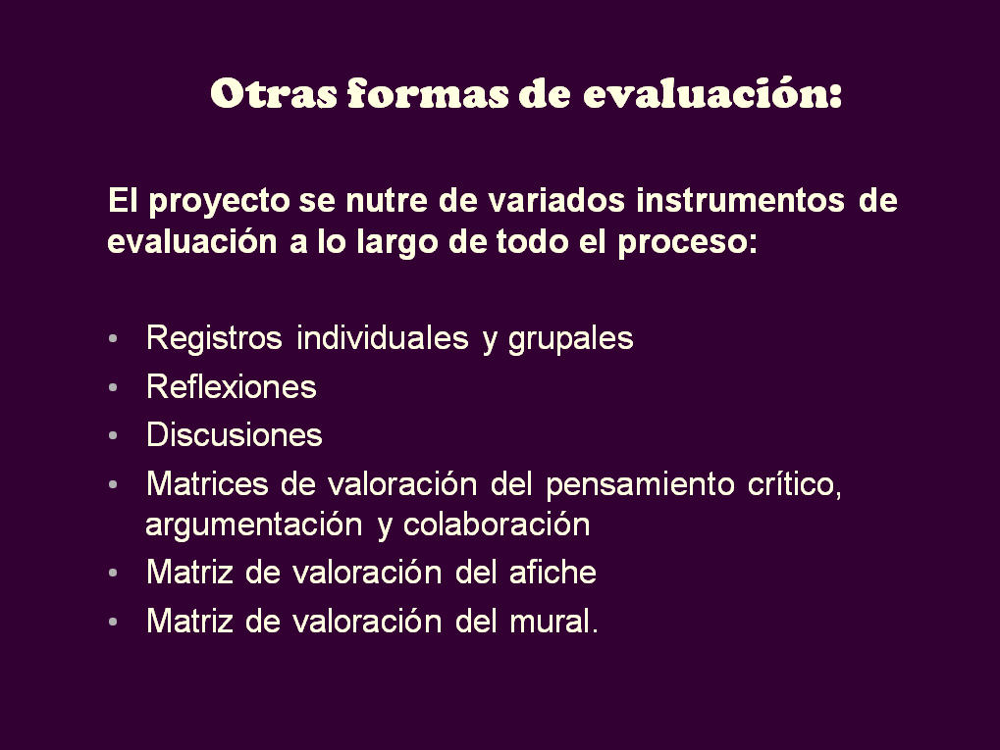 Otras formas de evaluación:
El proyecto se nutre de variados instrumentos de
evaluación a lo largo de todo el proceso:
• Registros individuales y grupales
• Reflexiones
• Discusiones
• Matrices de valoración del pensamiento crítico,
argumentación y colaboración
• Matriz de valoración del afiche
• Matriz de valoración del mural.